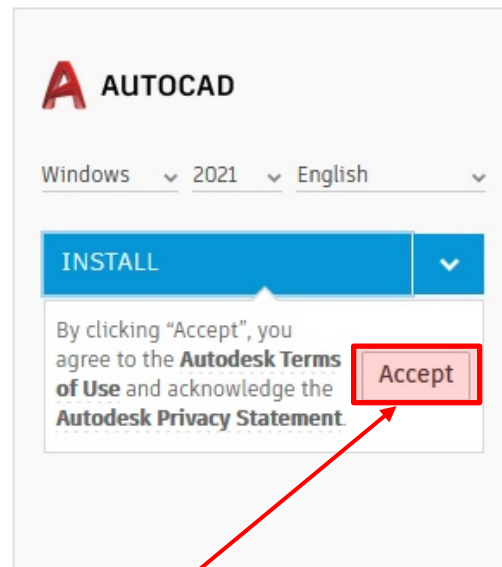 AUTOCAD
Windows 2021 English
INSTALL
By clicking “Accept”, you
agree to the Autodesk Terms
of Use and acknowledge the
Autodesk Privacy Statement.
Accept